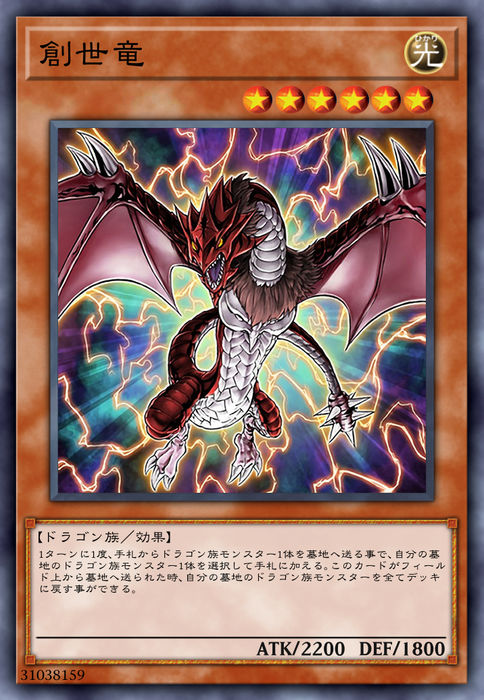 創世竜
ひかり
光
【ドラゴン族／効果】
1ターンに1度、手札からドラゴン族モンスター1体を墓地へ送る事で、自分の墓
地のドラゴン族モンスター1体を選択して手札に加える。このカードがフィール
ド上から墓地へ送られた時、自分の墓地のドラゴン族モンスターを全てデッキ
に戻す事ができる。
ATK/2200 DEF/1800
31038159